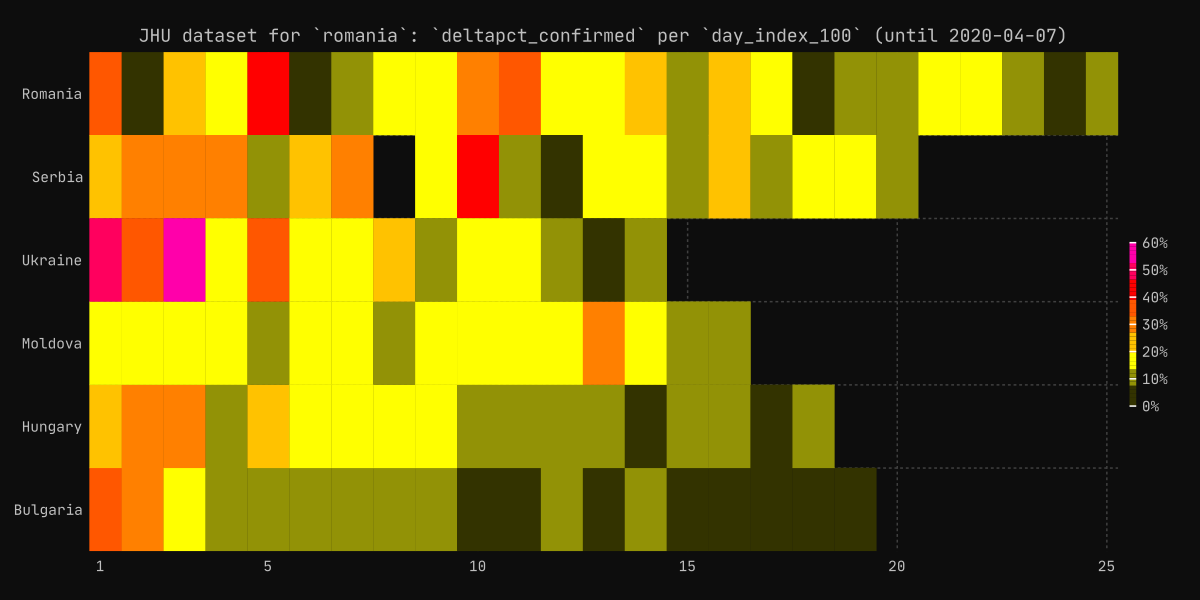 JHU dataset for `romania`: `deltapct_confirmed` per `day_index_100` (until 2020-04-07)
Romania
Serbia
Ukraine
Moldova
Hungary
Bulgaria
1 5 10 15 20 25
60%
50%
40%
30%
20%
10%
0%